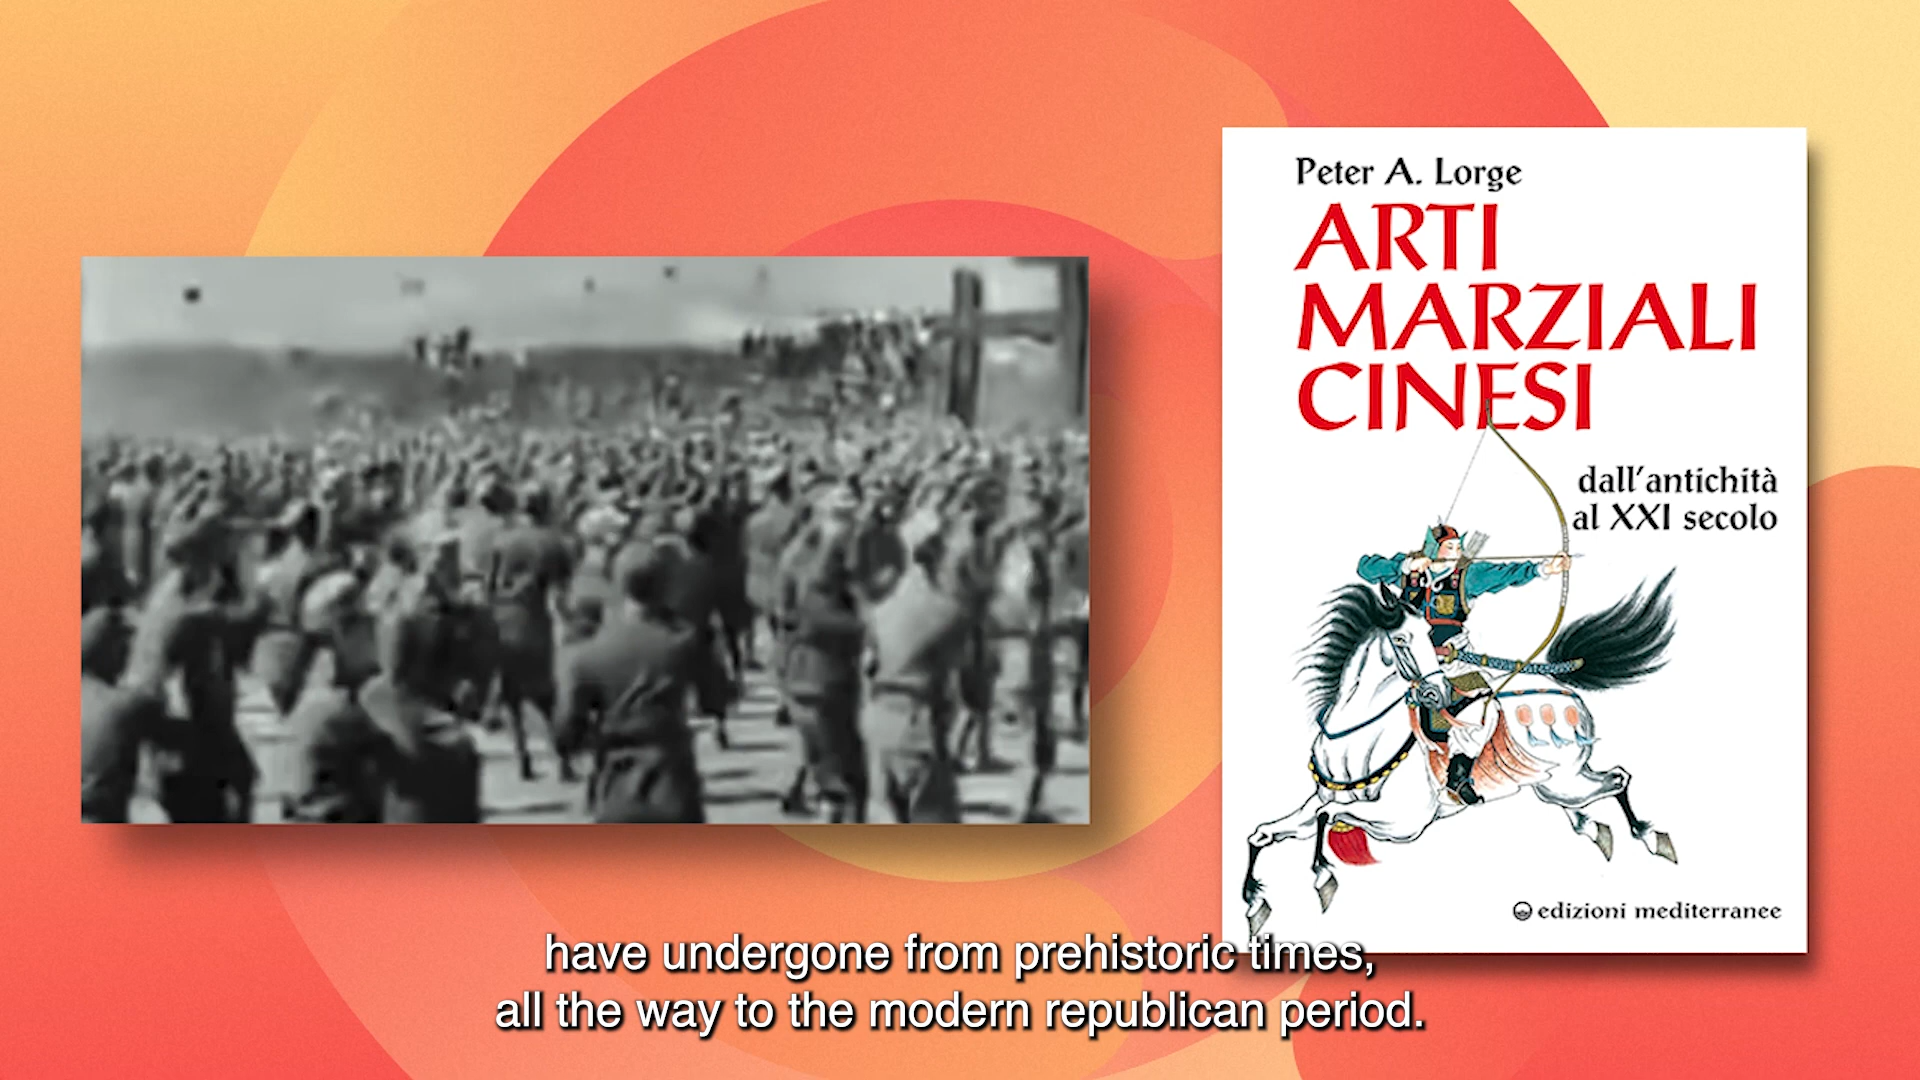 Peter A. Lorge
ARTI
MARZIALI
CINESI
dall'antichità
al XXI secolo
edizioni mediterranee
have undergone from prehistoric times,
all the way to the modern republican period.